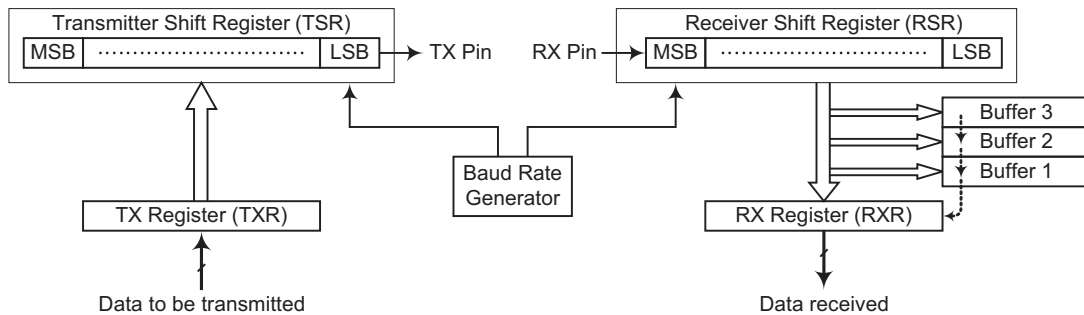 Transmitter Shift Register (TSR)
MSB LSB
TX Pin
RX Pin
Receiver Shift Register (RSR)
MSB LSB
Buffer 3
Buffer 2
Buffer 1
Baud Rate
Generator
TX Register (TXR)
RX Register (RXR)
Data to be transmitted
Data received